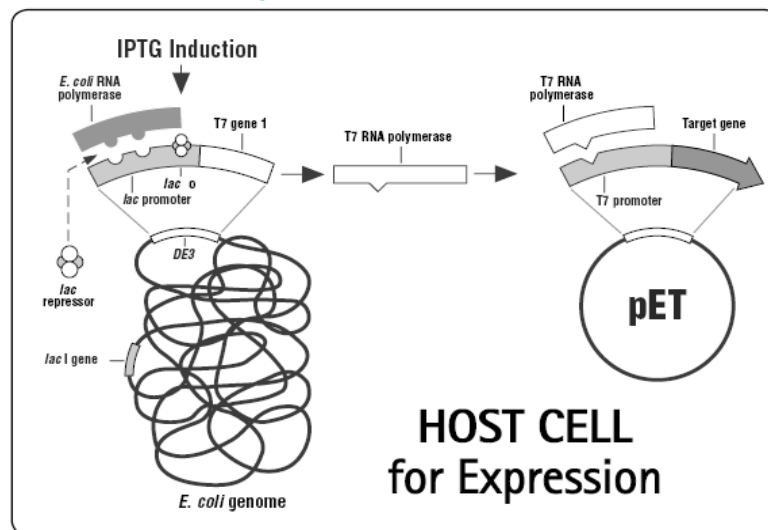 IPTG Induction
E. coli RNA
polymerase
T7 gene 1
lac o
lac promoter
DE3
lac
repressor
lac I gene
E. coli genome
T7 RNA polymerase
T7 RNA
polymerase
Target gene
T7 promoter
pET
HOST CELL
for Expression